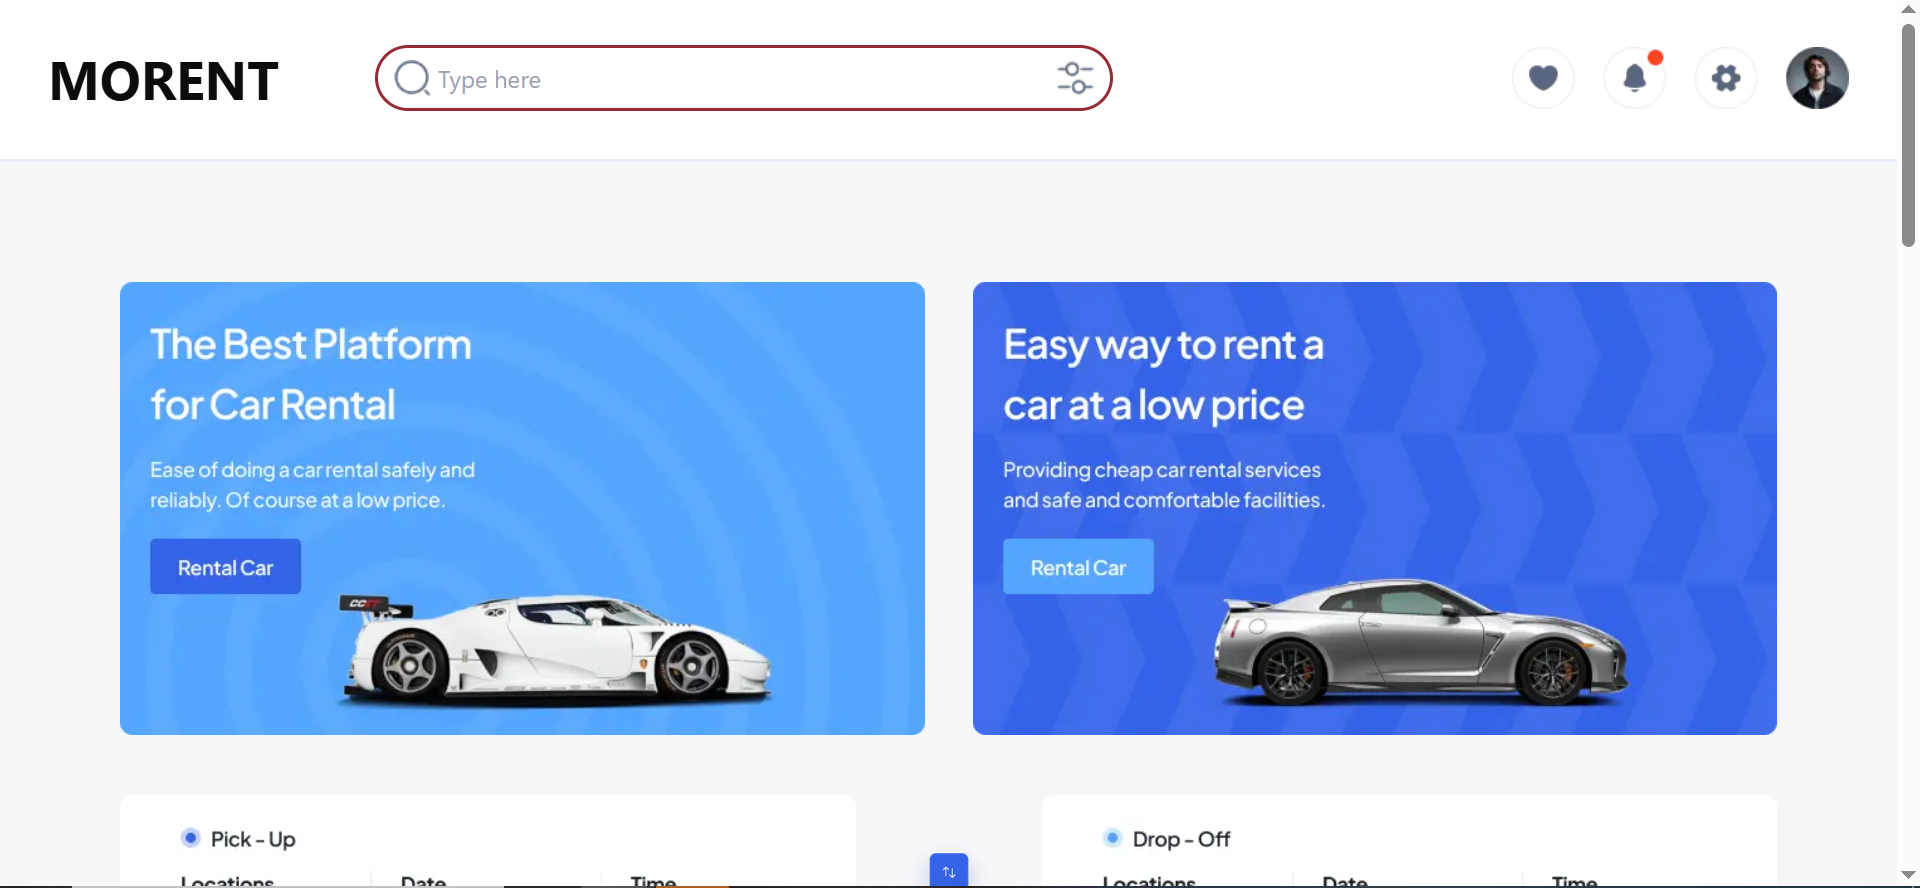 MORENT
Type here
The Best Platform
for Car Rental
Ease of doing a car rental safely and
reliably. Of course at a low price.
Rental Car
Easy way to rent a
car at a low price
Providing cheap car rental services
and safe and comfortable facilities.
Rental Car
Pick - Up
Locations
Date
Time
Drop - Off
Locations
Date
Time